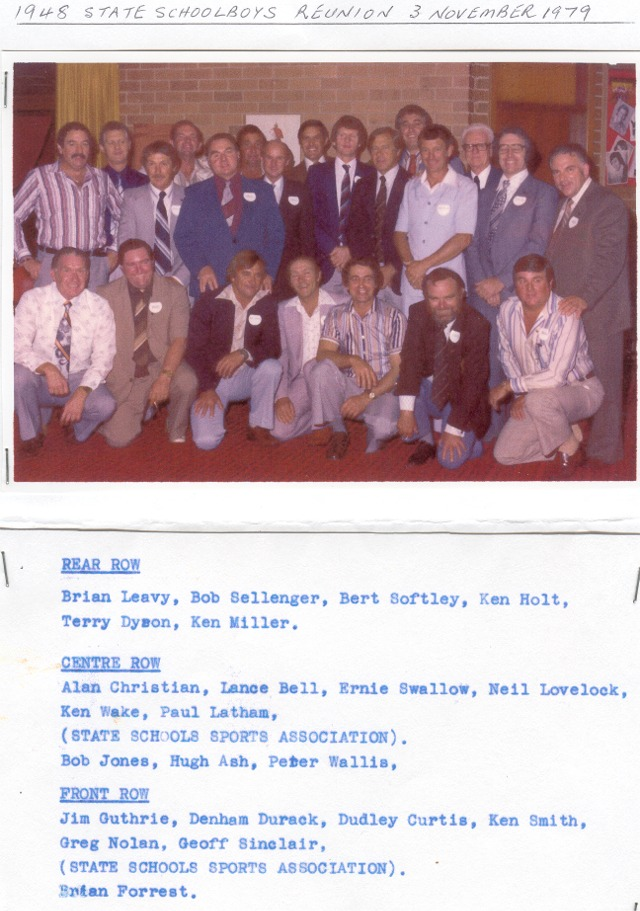 1948 STATE SCHOOLBOYS REUNION 3 NOVEMBER 1979
REAR ROW
Brian Leavy, Bob Sellenger, Bert Softley, Ken Holt,
Terry Dyson, Ken Miller.
CENTRE ROW
Alan Christian, Lance Bell, Ernie Swallow, Neil Lovelock,
Ken Wake, Paul Latham,
(STATE SCHOOLS SPORTS ASSOCIATION).
Bob Jones, Hugh Ash, Peter Wallis,
FRONT ROW
Jim Guthrie, Denham Durack, Dudley Curtis, Ken Smith,
Greg Nolan, Geoff Sinclair,
(STATE SCHOOLS SPORTS ASSOCIATION).
Brian Forrest.